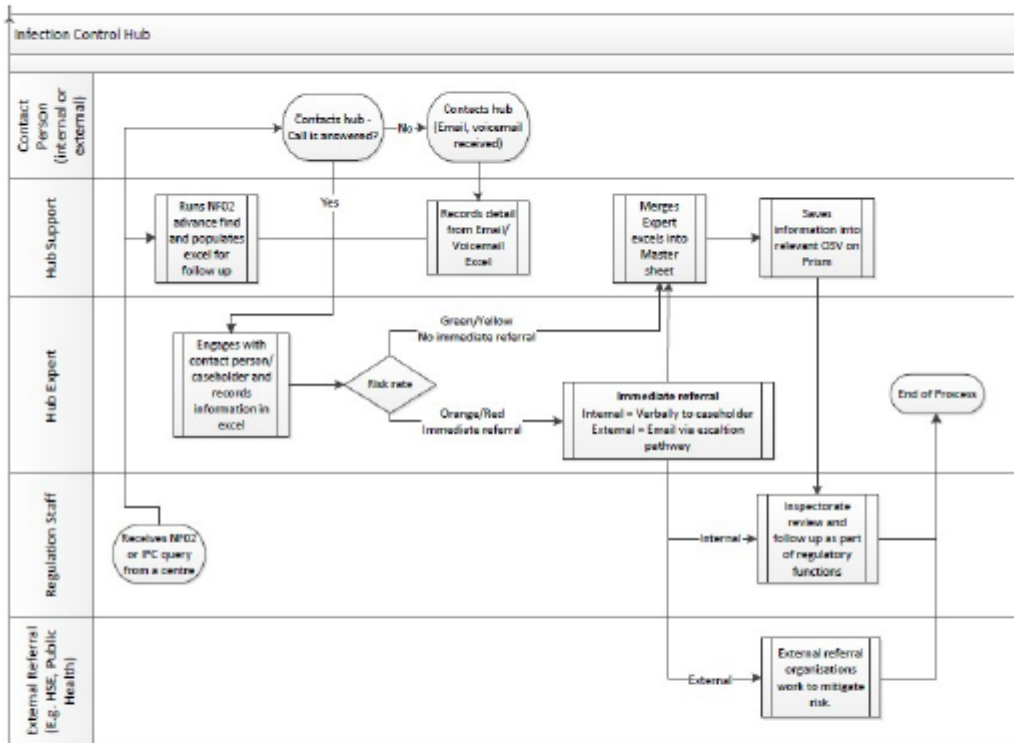 Infection Control Hub
Contact
Person
(internal or
external)
Contacts hub -
Call is answered?
No
Contacts hub
(Email, voicemail
received)
Yes
Hub Support
Runs NF02
advance find
and populates
excel for
follow up
Records detail
from Email/
Voicemail
Excel
Merges
Expert
excels into
Master
sheet
Saves
information into
relevant OSV on
Prism
Hub Expert
Engages with
contact person/
caseholder and
records
information in
excel
Risk rate
Green/Yellow
No immediate referral
Orange/Red
Immediate referral
Immediate referral
Internal = Verbally to caseholder
External = Email via escaltion
pathway
End of Process
Regulation Staff
Receives NF02
or IPC query
from a centre
Internal
Inspectorate
review and
follow up as part
of regulatory
functions
External Referral
(E.g. HSE, Public
Health)
External
External referral
organisations
work to mitigate
risk.